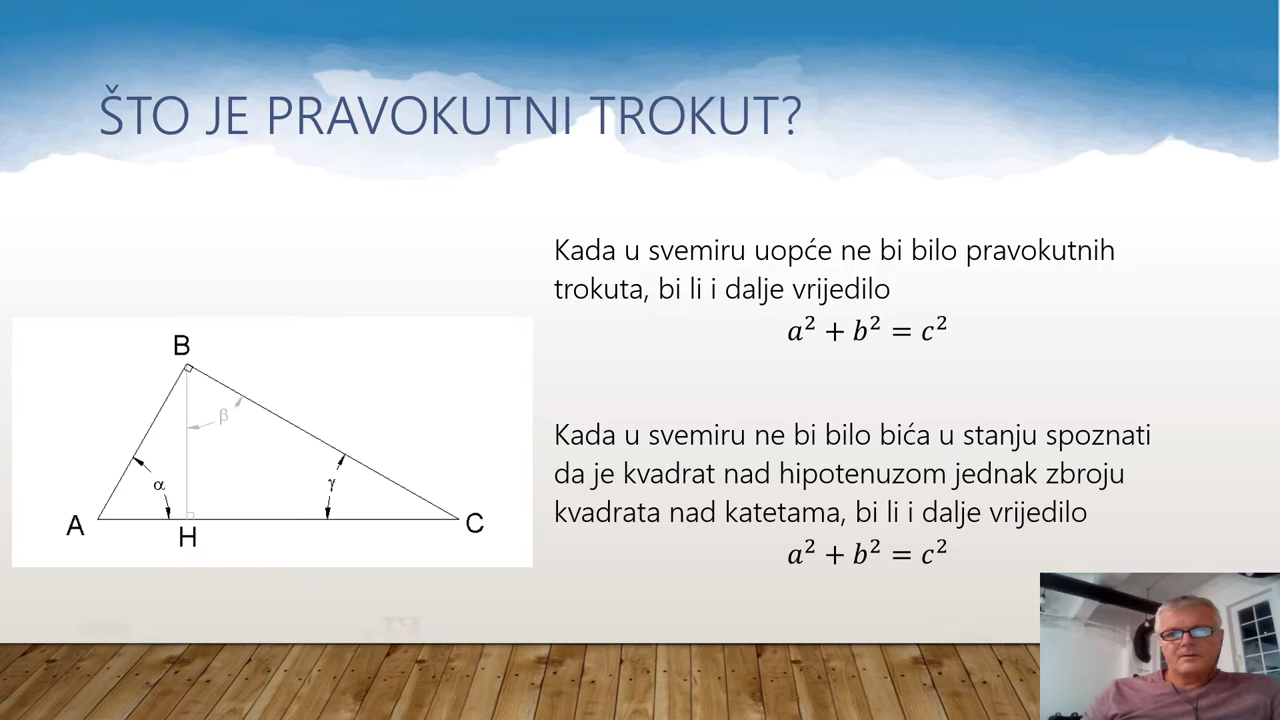 ŠTO JE PRAVOKUTNI TROKUT?
Kada u svemiru uopće ne bi bilo pravokutnih
trokuta, bi li i dalje vrijedilo
a² + b² = c²
B
β
α
γ
A
H
C
Kada u svemiru ne bi bilo bića u stanju spoznati
da je kvadrat nad hipotenuzom jednak zbroju
kvadrata nad katetama, bi li i dalje vrijedilo
a² + b² = c²